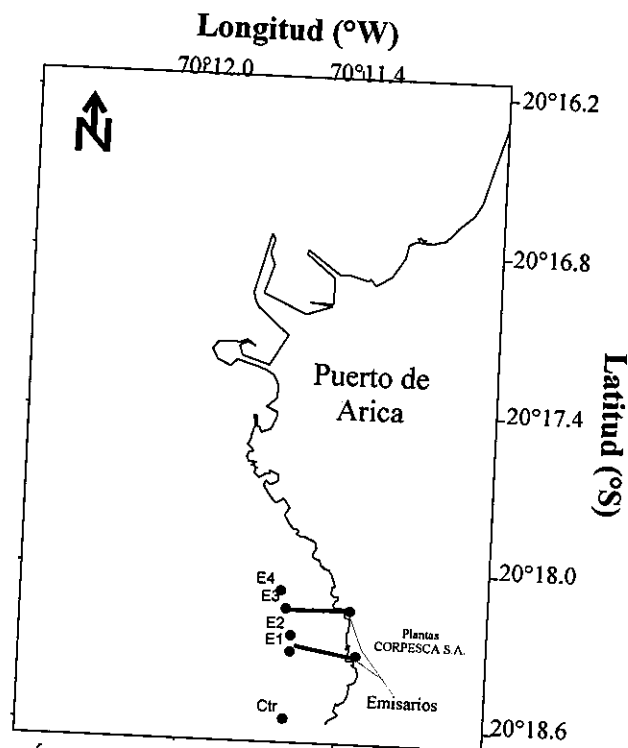 Longitud (°W)
70°12.0 70°11.4
N
20°16.2
20°16.8
Puerto de
Arica
20°17.4
Latitud (°S)
20°18.0
E4
E3
E2
E1
Plantas
CORPESCA S.A.
Emisarios
Ctr
20°18.6